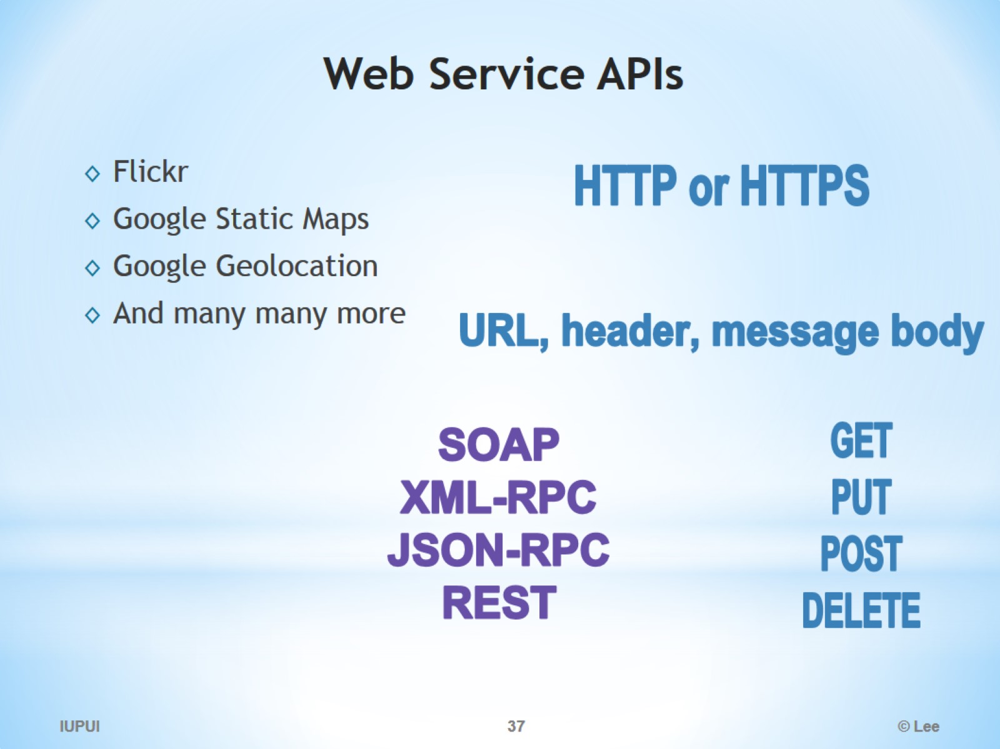 Web Service APIs
◇ Flickr
◇ Google Static Maps
◇ Google Geolocation
◇ And many many more
HTTP or HTTPS
URL, header, message body
SOAP
XML-RPC
JSON-RPC
REST
GET
PUT
POST
DELETE
IUPUI
37
© Lee